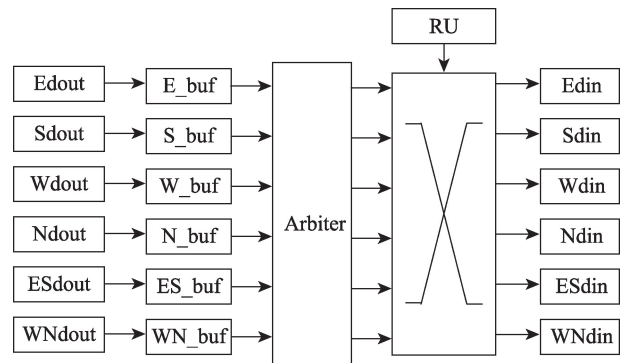 RU
Edout E_buf Edin
Sdout S_buf Sdin
Wdout W_buf Wdin
Arbiter
Ndout N_buf Ndin
ESdout ES_buf ESdin
WNdout WN_buf WNdin